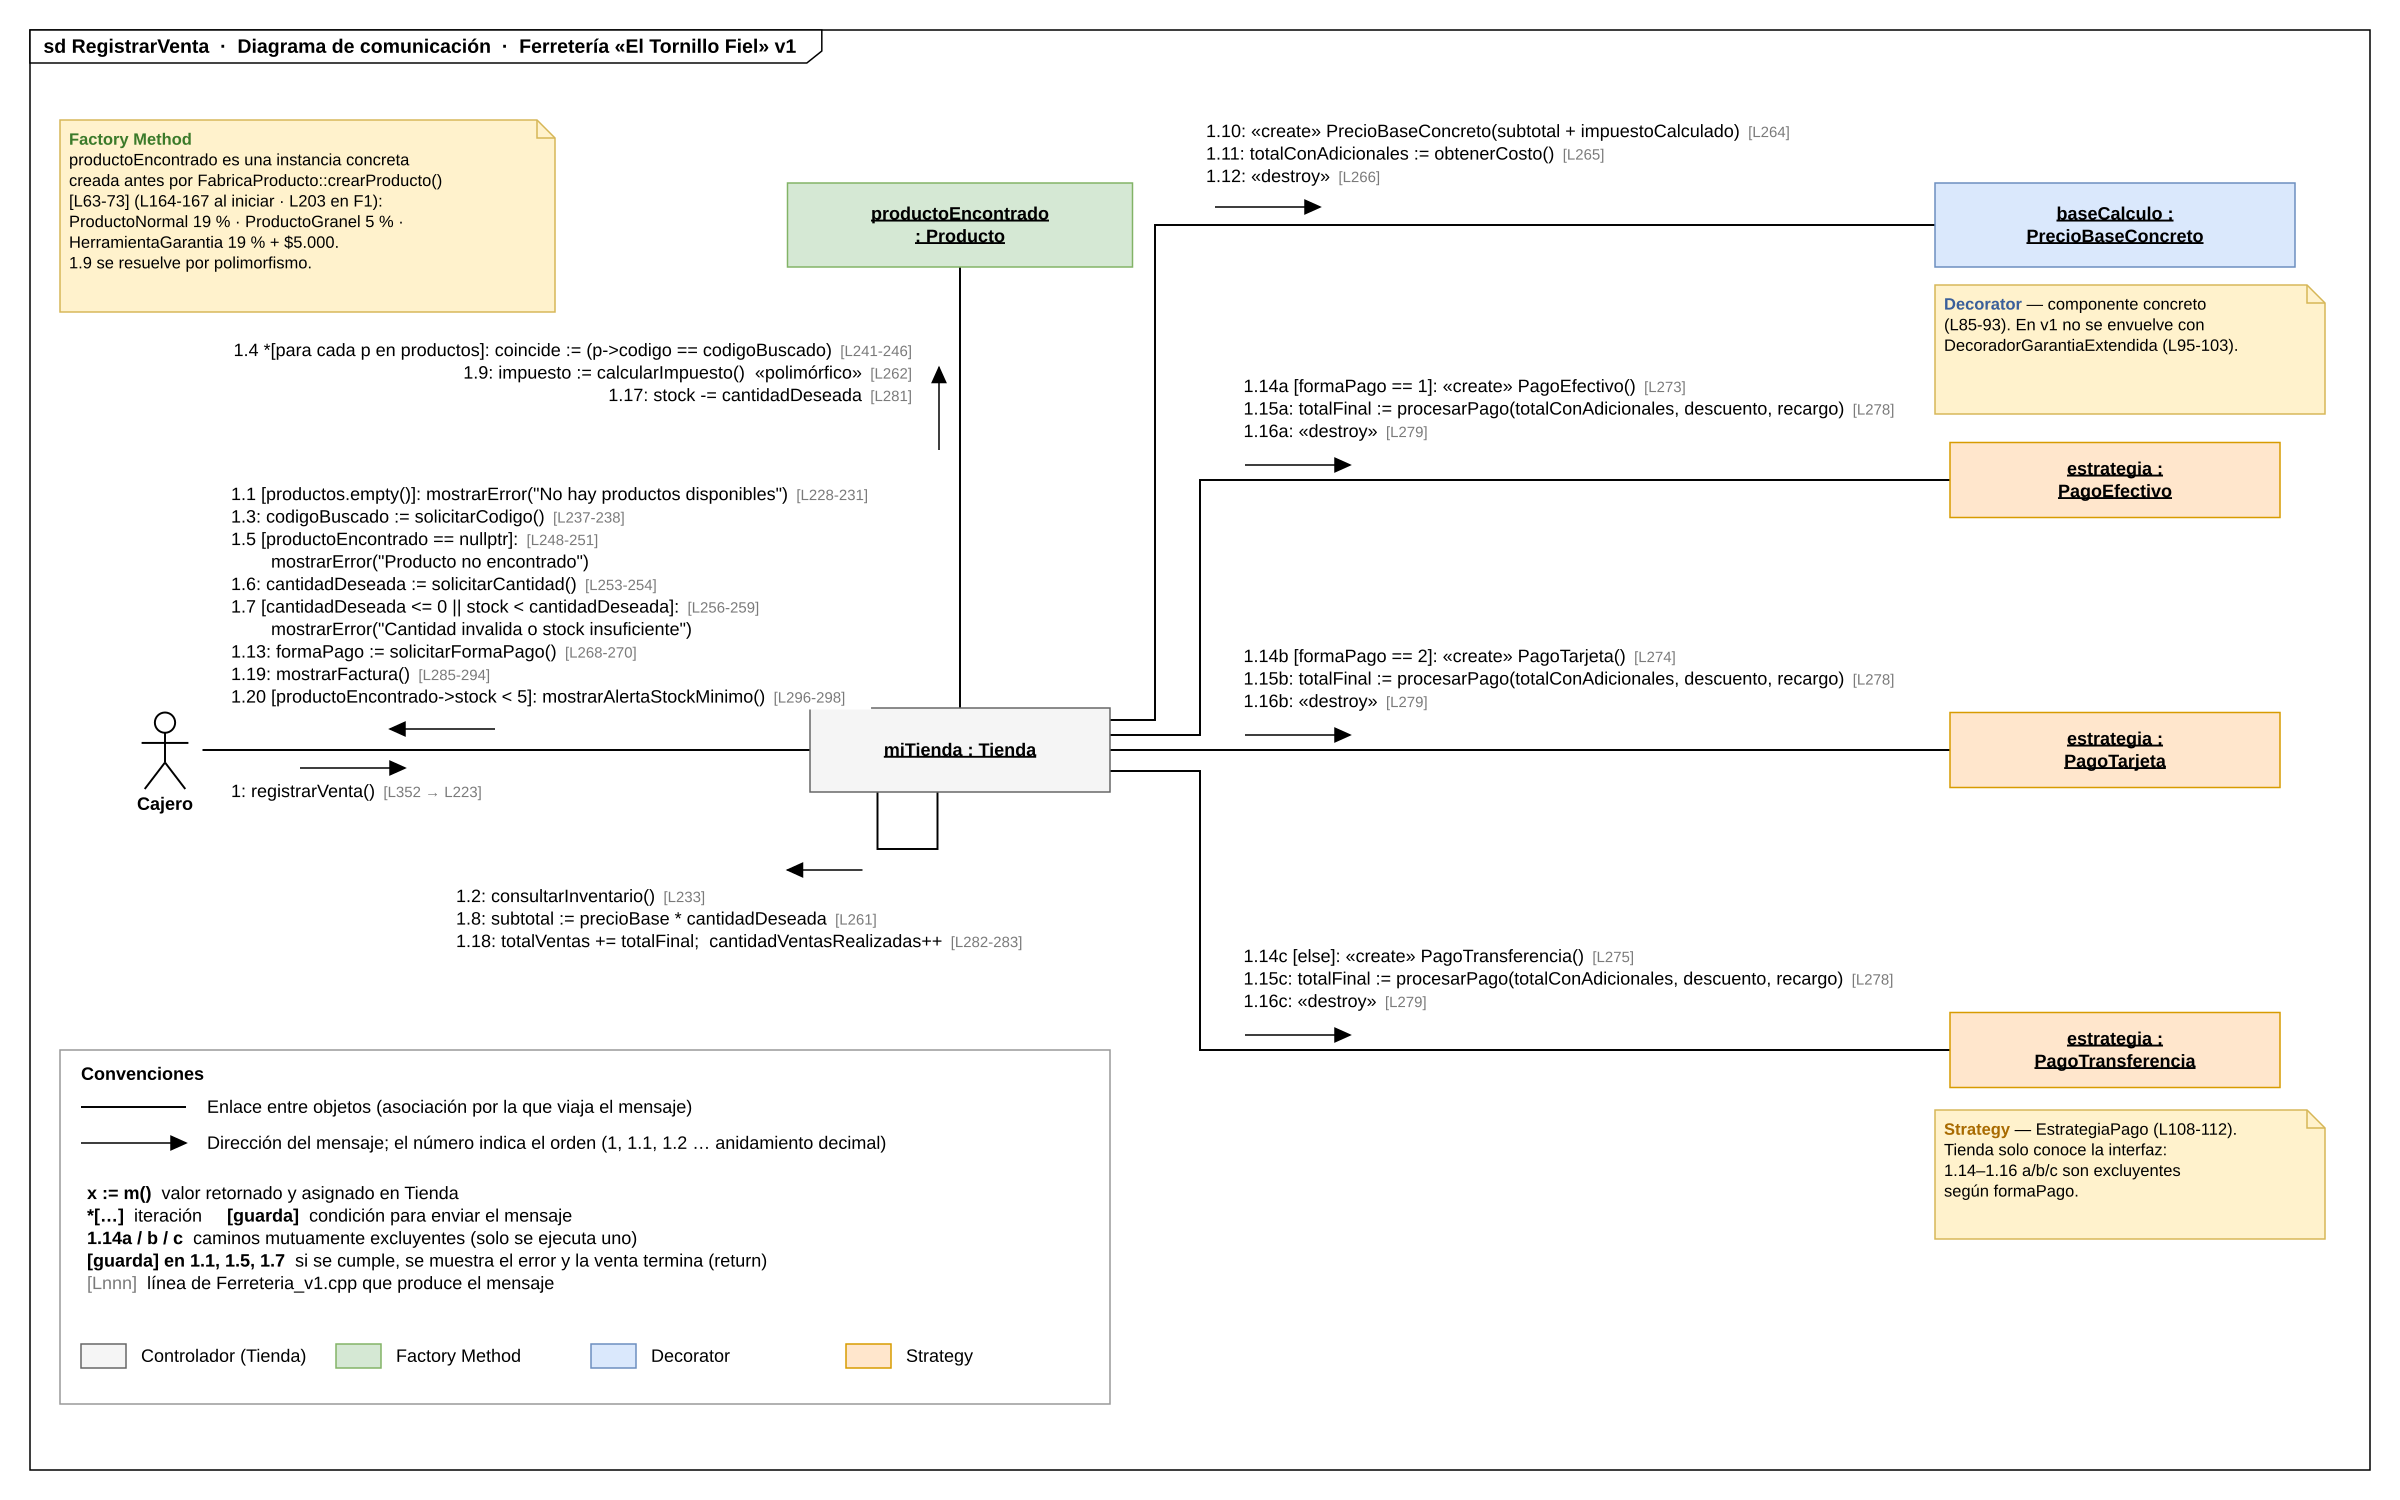 sd RegistrarVenta · Diagrama de comunicación · Ferretería «El Tornillo Fiel» v1
Factory Method
productoEncontrado es una instancia concreta
creada antes por FabricaProducto::crearProducto()
[L63-73] (L164-167 al iniciar · L203 en F1):
ProductoNormal 19 % · ProductoGranel 5 % ·
HerramientaGarantia 19 % + $5.000.
1.9 se resuelve por polimorfismo.
productoEncontrado
: Producto
1.10: «create» PrecioBaseConcreto(subtotal + impuestoCalculado) [L264]
1.11: totalConAdicionales := obtenerCosto() [L265]
1.12: «destroy» [L266]
baseCalculo :
PrecioBaseConcreto
Decorator — componente concreto
(L85-93). En v1 no se envuelve con
DecoradorGarantiaExtendida (L95-103).
1.4 *[para cada p en productos]: coincide := (p->codigo == codigoBuscado) [L241-246]
1.9: impuesto := calcularImpuesto() «polimórfico» [L262]
1.17: stock -= cantidadDeseada [L281]
1.14a [formaPago == 1]: «create» PagoEfectivo() [L273]
1.15a: totalFinal := procesarPago(totalConAdicionales, descuento, recargo) [L278]
1.16a: «destroy» [L279]
estrategia :
PagoEfectivo
1.1 [productos.empty()]: mostrarError("No hay productos disponibles") [L228-231]
1.3: codigoBuscado := solicitarCodigo() [L237-238]
1.5 [productoEncontrado == nullptr]: [L248-251]
mostrarError("Producto no encontrado")
1.6: cantidadDeseada := solicitarCantidad() [L253-254]
1.7 [cantidadDeseada <= 0 || stock < cantidadDeseada]: [L256-259]
mostrarError("Cantidad invalida o stock insuficiente")
1.13: formaPago := solicitarFormaPago() [L268-270]
1.19: mostrarFactura() [L285-294]
1.20 [productoEncontrado->stock < 5]: mostrarAlertaStockMinimo() [L296-298]
1.14b [formaPago == 2]: «create» PagoTarjeta() [L274]
1.15b: totalFinal := procesarPago(totalConAdicionales, descuento, recargo) [L278]
1.16b: «destroy» [L279]
estrategia :
PagoTarjeta
miTienda : Tienda
Cajero
1: registrarVenta() [L352 → L223]
1.2: consultarInventario() [L233]
1.8: subtotal := precioBase * cantidadDeseada [L261]
1.18: totalVentas += totalFinal; cantidadVentasRealizadas++ [L282-283]
1.14c [else]: «create» PagoTransferencia() [L275]
1.15c: totalFinal := procesarPago(totalConAdicionales, descuento, recargo) [L278]
1.16c: «destroy» [L279]
estrategia :
PagoTransferencia
Strategy — EstrategiaPago (L108-112).
Tienda solo conoce la interfaz:
1.14–1.16 a/b/c son excluyentes
según formaPago.
Convenciones
Enlace entre objetos (asociación por la que viaja el mensaje)
Dirección del mensaje; el número indica el orden (1, 1.1, 1.2 … anidamiento decimal)
x := m() valor retornado y asignado en Tienda
*[…] iteración [guarda] condición para enviar el mensaje
1.14a / b / c caminos mutuamente excluyentes (solo se ejecuta uno)
[guarda] en 1.1, 1.5, 1.7 si se cumple, se muestra el error y la venta termina (return)
[Lnnn] línea de Ferreteria_v1.cpp que produce el mensaje
Controlador (Tienda) Factory Method Decorator Strategy